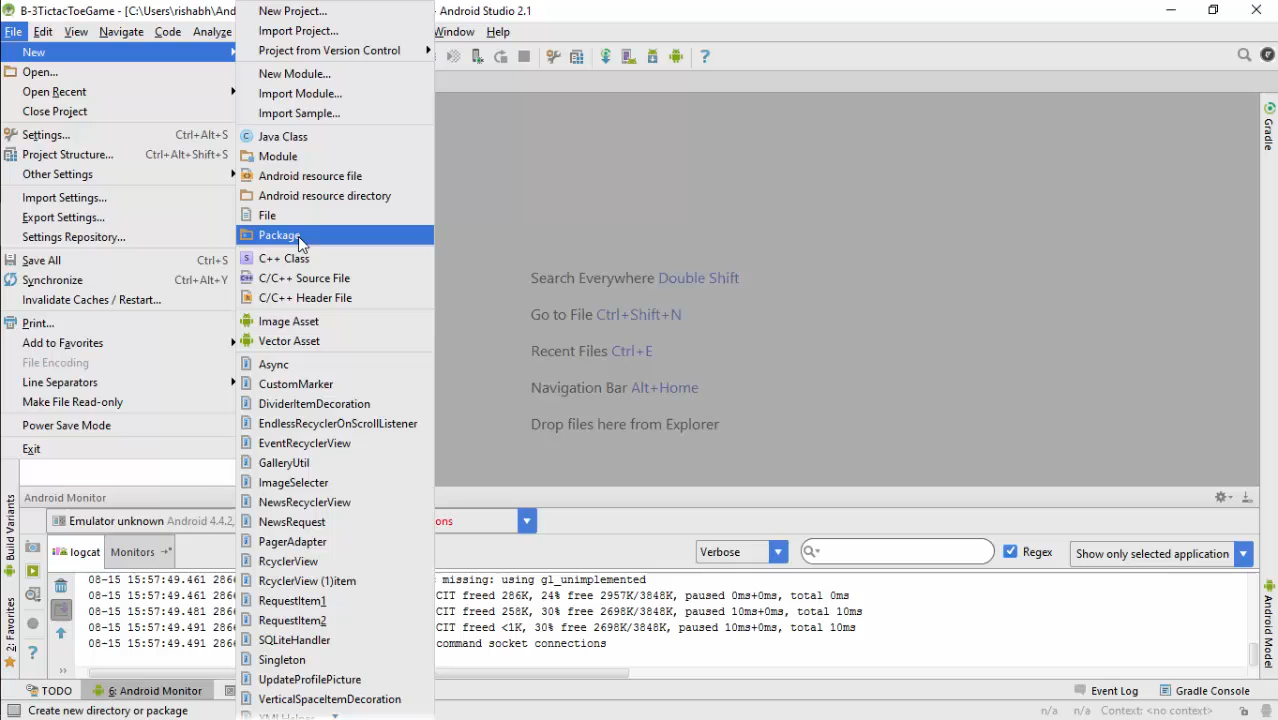 B-3TictacToeGame - [C:\Users\rishabh\ - Android Studio 2.1
File Edit View Navigate Code Analyze Window Help
New
Open...
Open Recent
Close Project
Settings... Ctrl+Alt+S
Project Structure... Ctrl+Alt+Shift+S
Other Settings
Import Settings...
Export Settings...
Settings Repository...
Save All Ctrl+S
Synchronize Ctrl+Alt+Y
Invalidate Caches / Restart...
Print...
Add to Favorites
File Encoding
Line Separators
Make File Read-only
Power Save Mode
Exit
New Project...
Import Project...
Project from Version Control
New Module...
Import Module...
Import Sample...
Java Class
Module
Android resource file
Android resource directory
File
Package
C++ Class
C/C++ Source File
C/C++ Header File
Image Asset
Vector Asset
Async
CustomMarker
DividerItemDecoration
EndlessRecyclerOnScrollListener
EventRecyclerView
GalleryUtil
ImageSelecter
NewsRecyclerView
NewsRequest
PagerAdapter
RcyclerView
RcyclerView (1)item
RequestItem1
RequestItem2
SQLiteHandler
Singleton
UpdateProfilePicture
VerticalSpaceItemDecoration
Search Everywhere Double Shift
Go to File Ctrl+Shift+N
Recent Files Ctrl+E
Navigation Bar Alt+Home
Drop files here from Explorer
Gradle
Android Model
Build Variants
2: Favorites
Android Monitor
Emulator unknown Android 4.4.2, ons
logcat Monitors Verbose Regex Show only selected application
08-15 15:57:49.461 286 missing: using gl_unimplemented
08-15 15:57:49.461 286 CIT freed 286K, 24% free 2957K/3848K, paused 0ms+0ms, total 0ms
08-15 15:57:49.471 286 CIT freed 258K, 30% free 2698K/3848K, paused 10ms+0ms, total 10ms
08-15 15:57:49.491 286 CIT freed <1K, 30% free 2698K/3848K, paused 10ms+0ms, total 10ms
08-15 15:57:49.491 286 command socket connections
TODO 6: Android Monitor Event Log Gradle Console
Create new directory or package n/a n/a Context: <no context>